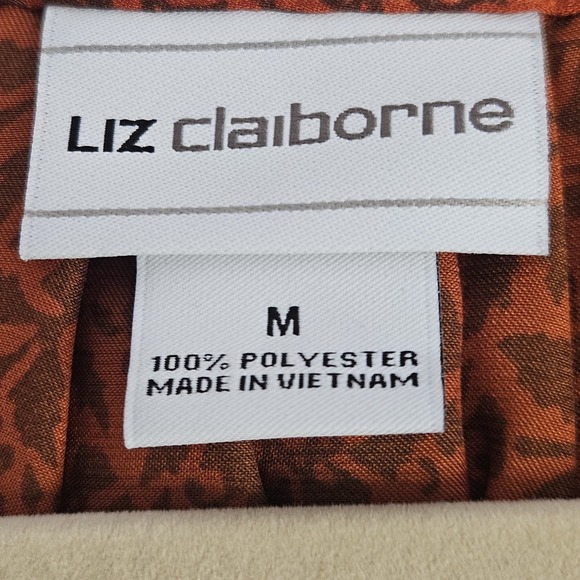 LIZ claiborne
M
100% POLYESTER
MADE IN VIETNAM